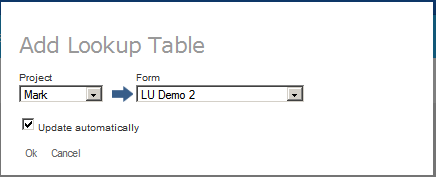 Add Lookup Table
Project Form
Mark LU Demo 2
Update automatically
Ok Cancel